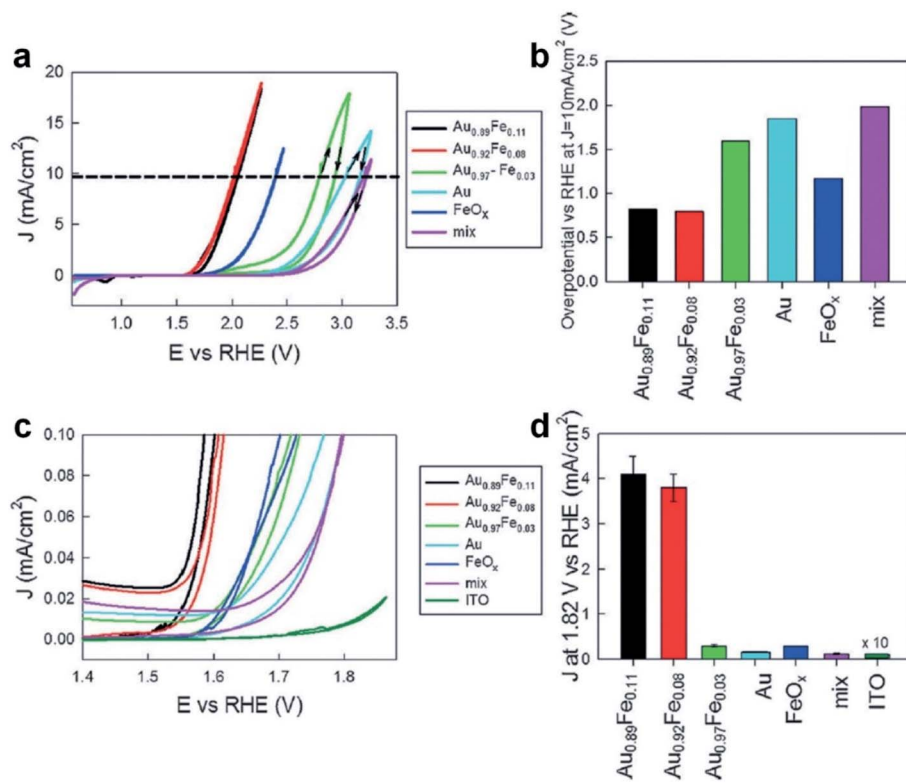 a
J (mA/cm²)
20
15
10
5
0
1.0 1.5 2.0 2.5 3.0 3.5
E vs RHE (V)
Au₀.₈₉Fe₀.₁₁
Au₀.₉₂Fe₀.₀₈
Au₀.₉₇-Fe₀.₀₃
Au
FeOₓ
mix
b
Overpotential vs RHE at J=10mA/cm² (V)
2.5
2.0
1.5
1.0
0.5
0.0
Au₀.₈₉Fe₀.₁₁
Au₀.₉₂Fe₀.₀₈
Au₀.₉₇Fe₀.₀₃
Au
FeOₓ
mix
c
J (mA/cm²)
0.10
0.08
0.06
0.04
0.02
0.00
1.4 1.5 1.6 1.7 1.8
E vs RHE (V)
Au₀.₈₉Fe₀.₁₁
Au₀.₉₂Fe₀.₀₈
Au₀.₉₇Fe₀.₀₃
Au
FeOₓ
mix
ITO
d
J at 1.82 V vs RHE (mA/cm²)
5
4
3
2
1
0
x 10
Au₀.₈₉Fe₀.₁₁
Au₀.₉₂Fe₀.₀₈
Au₀.₉₇Fe₀.₀₃
Au
FeOₓ
mix
ITO